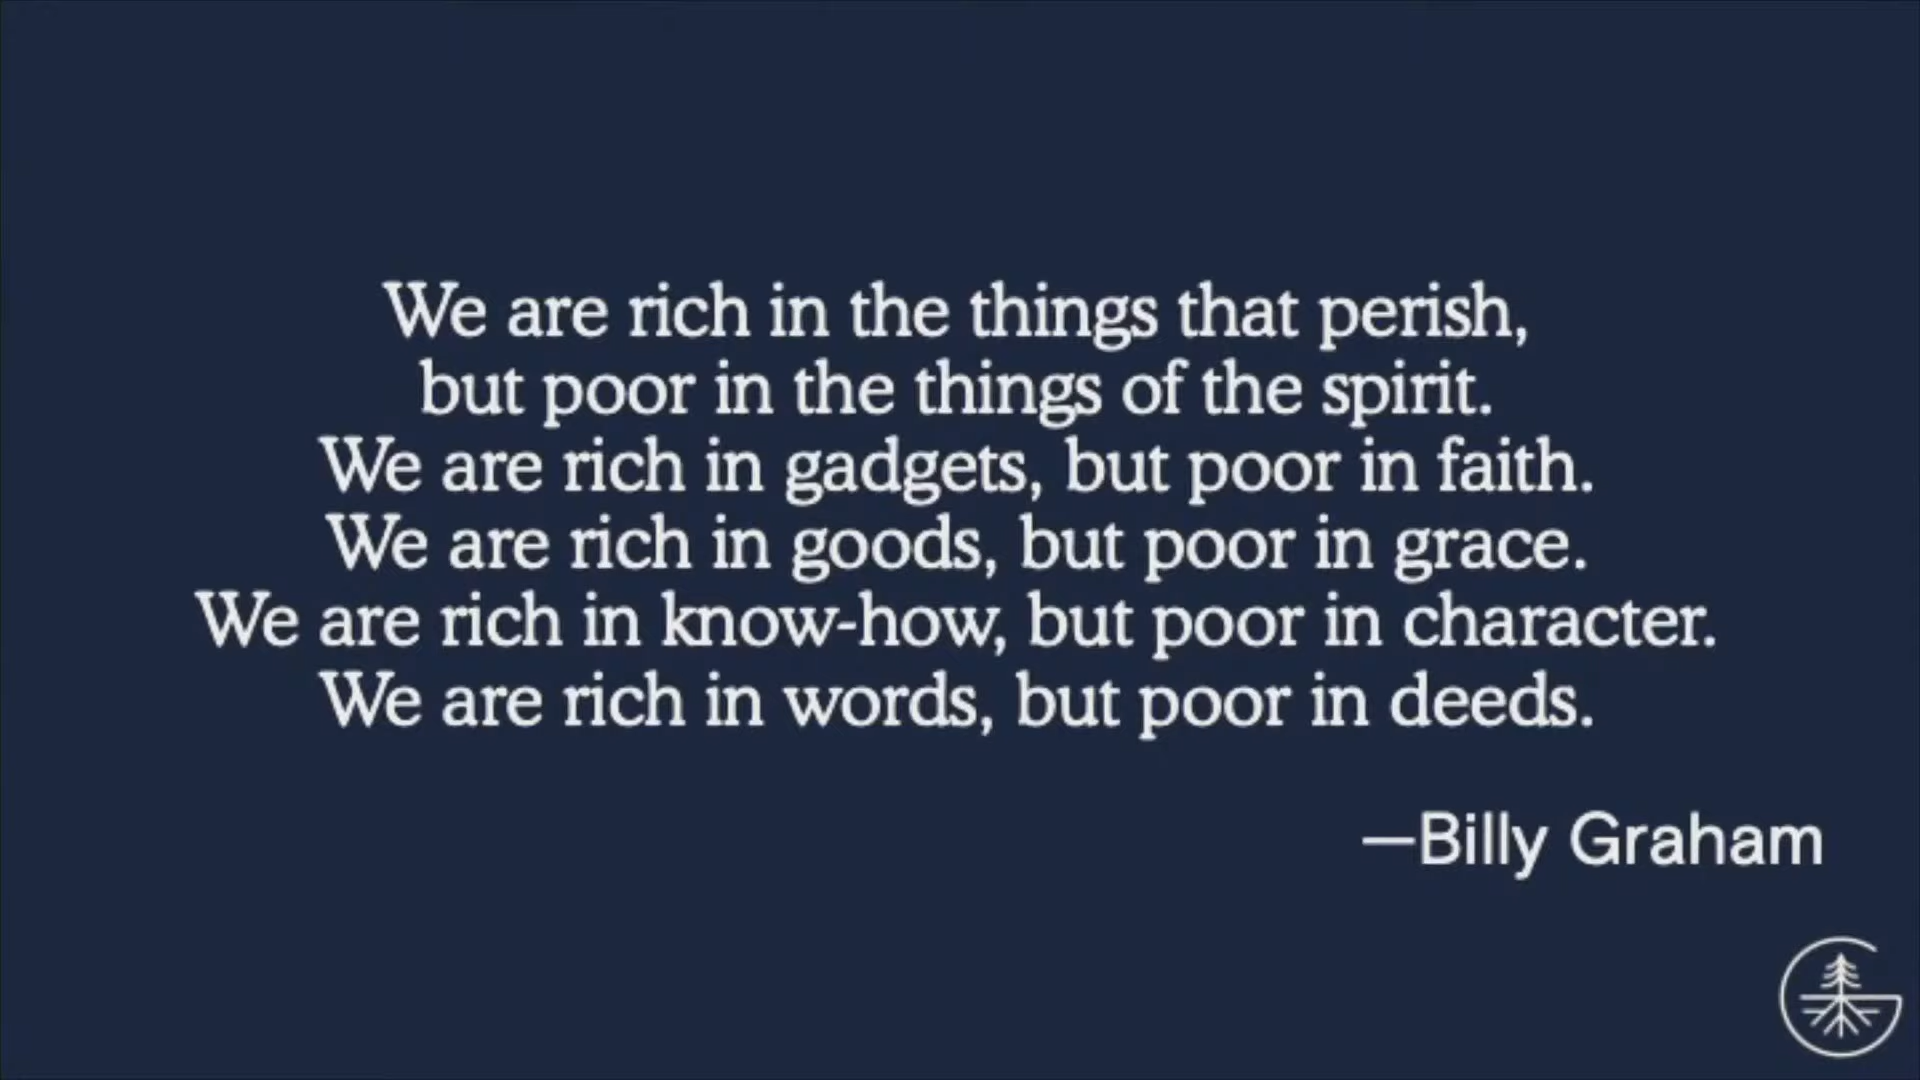 We are rich in the things that perish,
but poor in the things of the spirit.
We are rich in gadgets, but poor in faith.
We are rich in goods, but poor in grace.
We are rich in know-how, but poor in character.
We are rich in words, but poor in deeds.
—Billy Graham